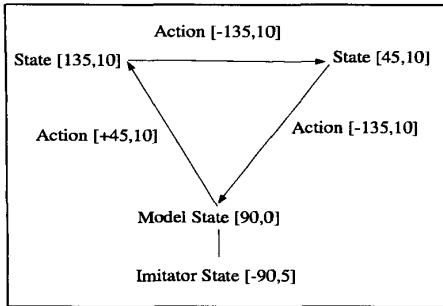 Action [-135,10]
State [135,10]
State [45,10]
Action [+45,10]
Action [-135,10]
Model State [90,0]
Imitator State [-90,5]